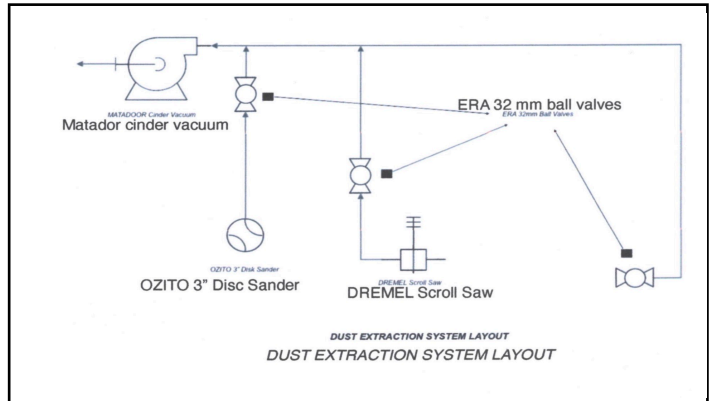 MATADOOR Cinder Vacuum
Matador cinder vacuum
ERA 32 mm ball valves
ERA 32mm Ball Valves
OZITO 3" Disk Sander
OZITO 3" Disc Sander
DREMEL Scroll Saw
DREMEL Scroll Saw
DUST EXTRACTION SYSTEM LAYOUT
DUST EXTRACTION SYSTEM LAYOUT